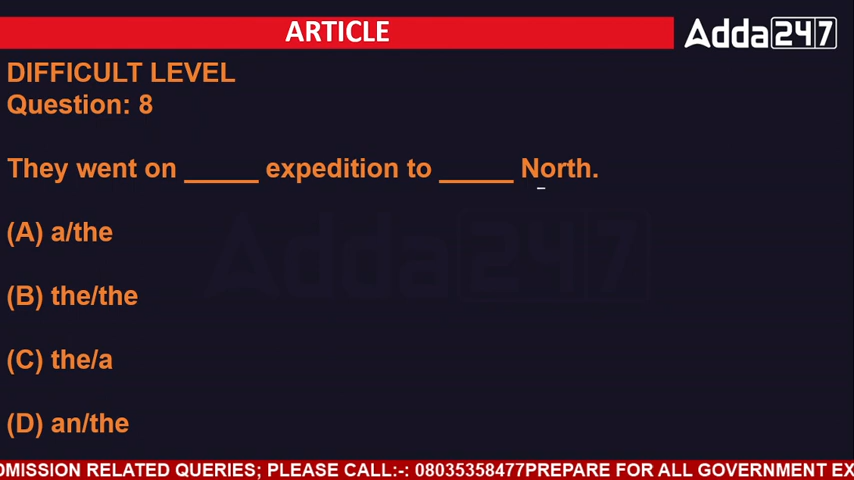 ARTICLE
Adda247
DIFFICULT LEVEL
Question: 8
They went on _____ expedition to _____ North.
(A) a/the
(B) the/the
(C) the/a
(D) an/the
Adda247
DMISSION RELATED QUERIES; PLEASE CALL:-: 08035358477PREPARE FOR ALL GOVERNMENT EX